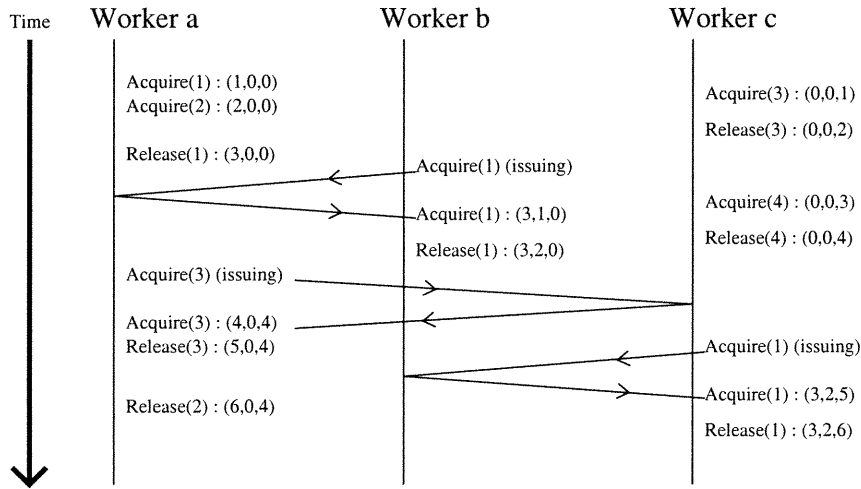 Time
Worker a
Worker b
Worker c
Acquire(1) : (1,0,0)
Acquire(2) : (2,0,0)
Release(1) : (3,0,0)
Acquire(3) (issuing)
Acquire(3) : (4,0,4)
Release(3) : (5,0,4)
Release(2) : (6,0,4)
Acquire(1) (issuing)
Acquire(1) : (3,1,0)
Release(1) : (3,2,0)
Acquire(3) : (0,0,1)
Release(3) : (0,0,2)
Acquire(4) : (0,0,3)
Release(4) : (0,0,4)
Acquire(1) (issuing)
Acquire(1) : (3,2,5)
Release(1) : (3,2,6)